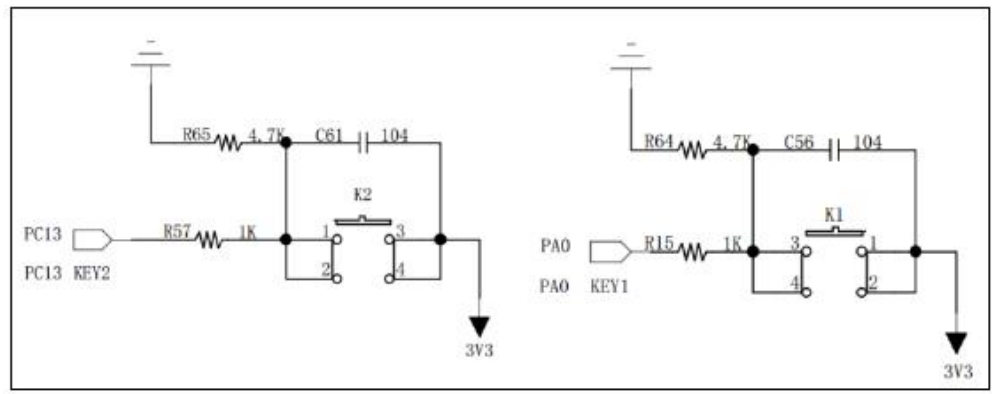 R65 4.7K C61 104
K2
PC13 R57 1K 1 3
PC13 KEY2 2 4
3V3
R64 4.7K C56 104
K1
PA0 R15 1K 3 1
PA0 KEY1 4 2
3V3